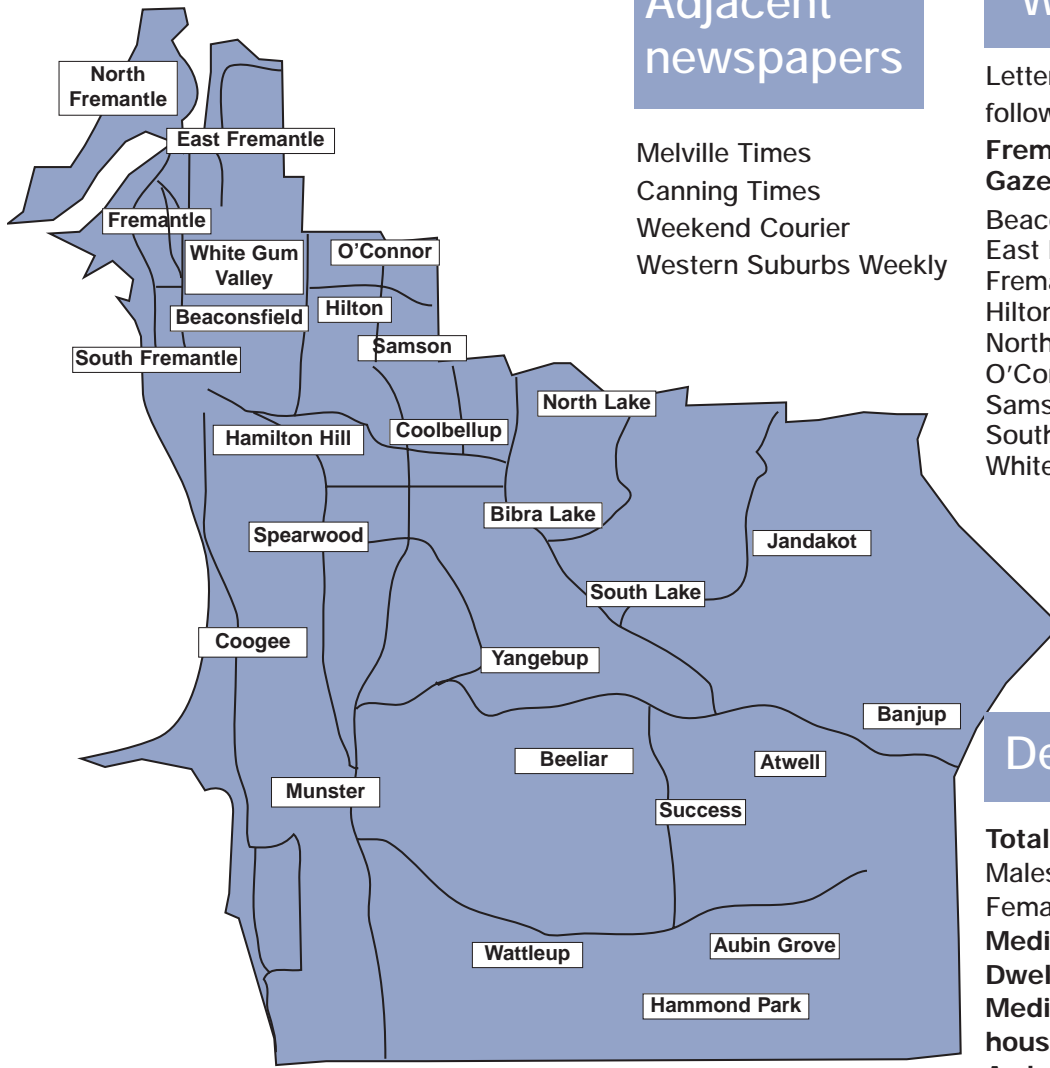 North
Fremantle
East Fremantle
Fremantle
White Gum
Valley
O'Connor
Beaconsfield
Hilton
South Fremantle
Samson
North Lake
Hamilton Hill
Coolbellup
Bibra Lake
Spearwood
Jandakot
South Lake
Coogee
Yangebup
Banjup
Beeliar
Atwell
Munster
Success
Wattleup
Aubin Grove
Hammond Park
Adjacent
newspapers
Melville Times
Canning Times
Weekend Courier
Western Suburbs Weekly
East
Total